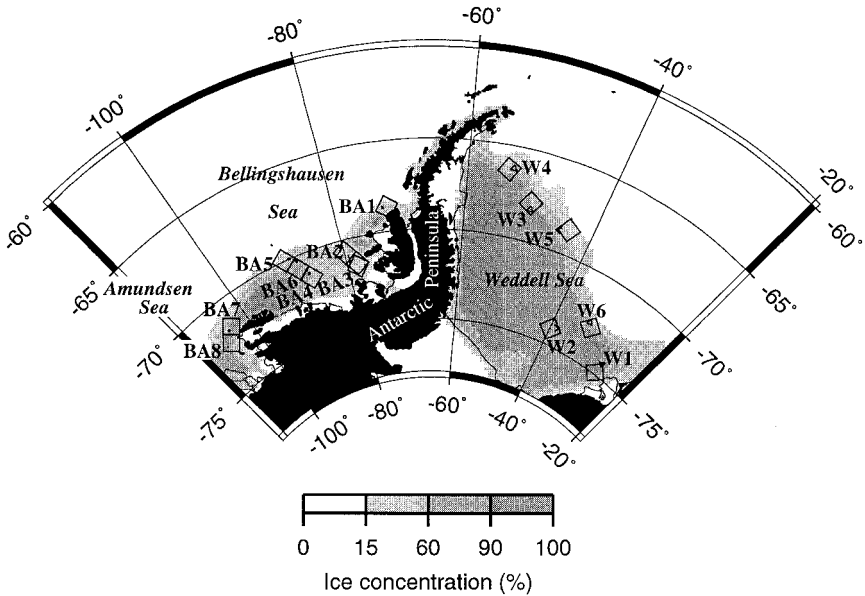 -60˚
-80˚
-40˚
-100˚
-20˚
-60˚
-60˚
Bellingshausen
Sea
W4
BA1
W3
W5
Peninsula
BA2
BA5
Weddell Sea
BA6
BA4
BA3
-65˚
-65˚
Amundsen
Sea
BA7
W6
Antarctic
W2
-70˚
-70˚
BA8
W1
-75˚
-75˚
-100˚
-80˚
-60˚
-40˚
-20˚
0 15 60 90 100
Ice concentration (%)